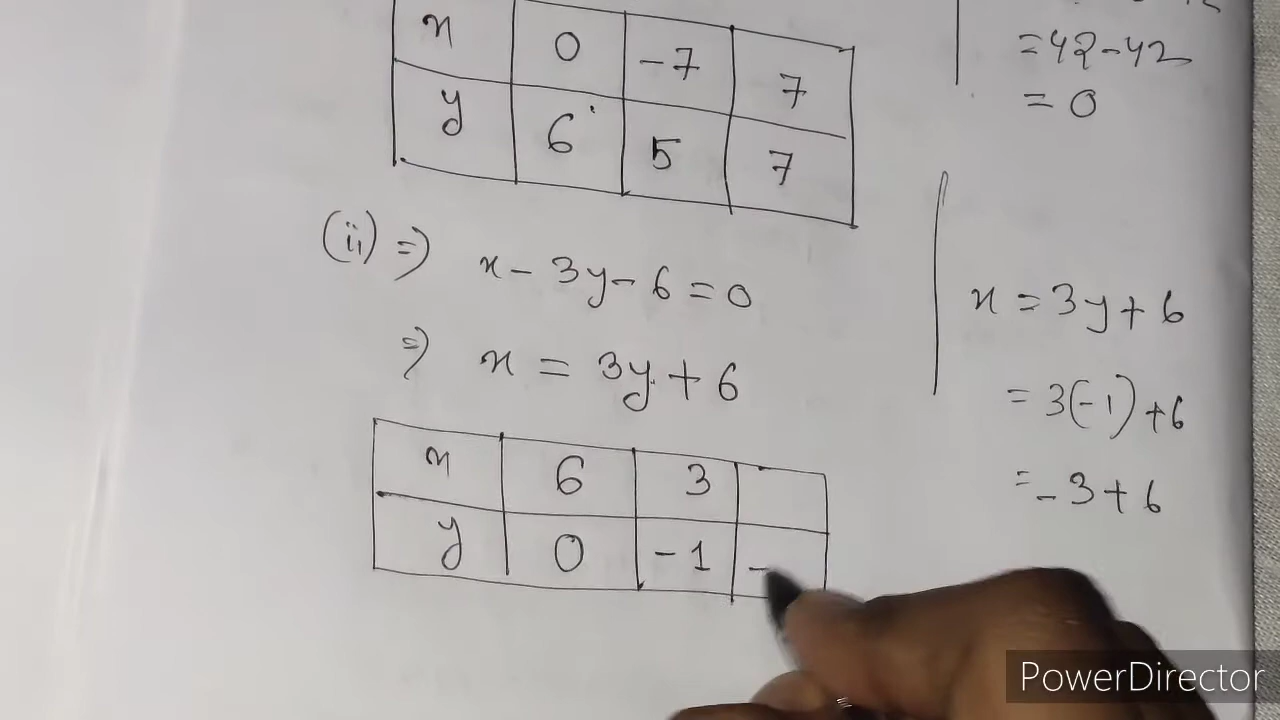 x 0 -7 7
y 6 5 7
= 42 - 42
= 0
(ii) ⇒ x - 3y - 6 = 0
⇒ x = 3y + 6
x 6 3
y 0 -1 -
x = 3y + 6
= 3(-1) + 6
= -3 + 6
PowerDirector